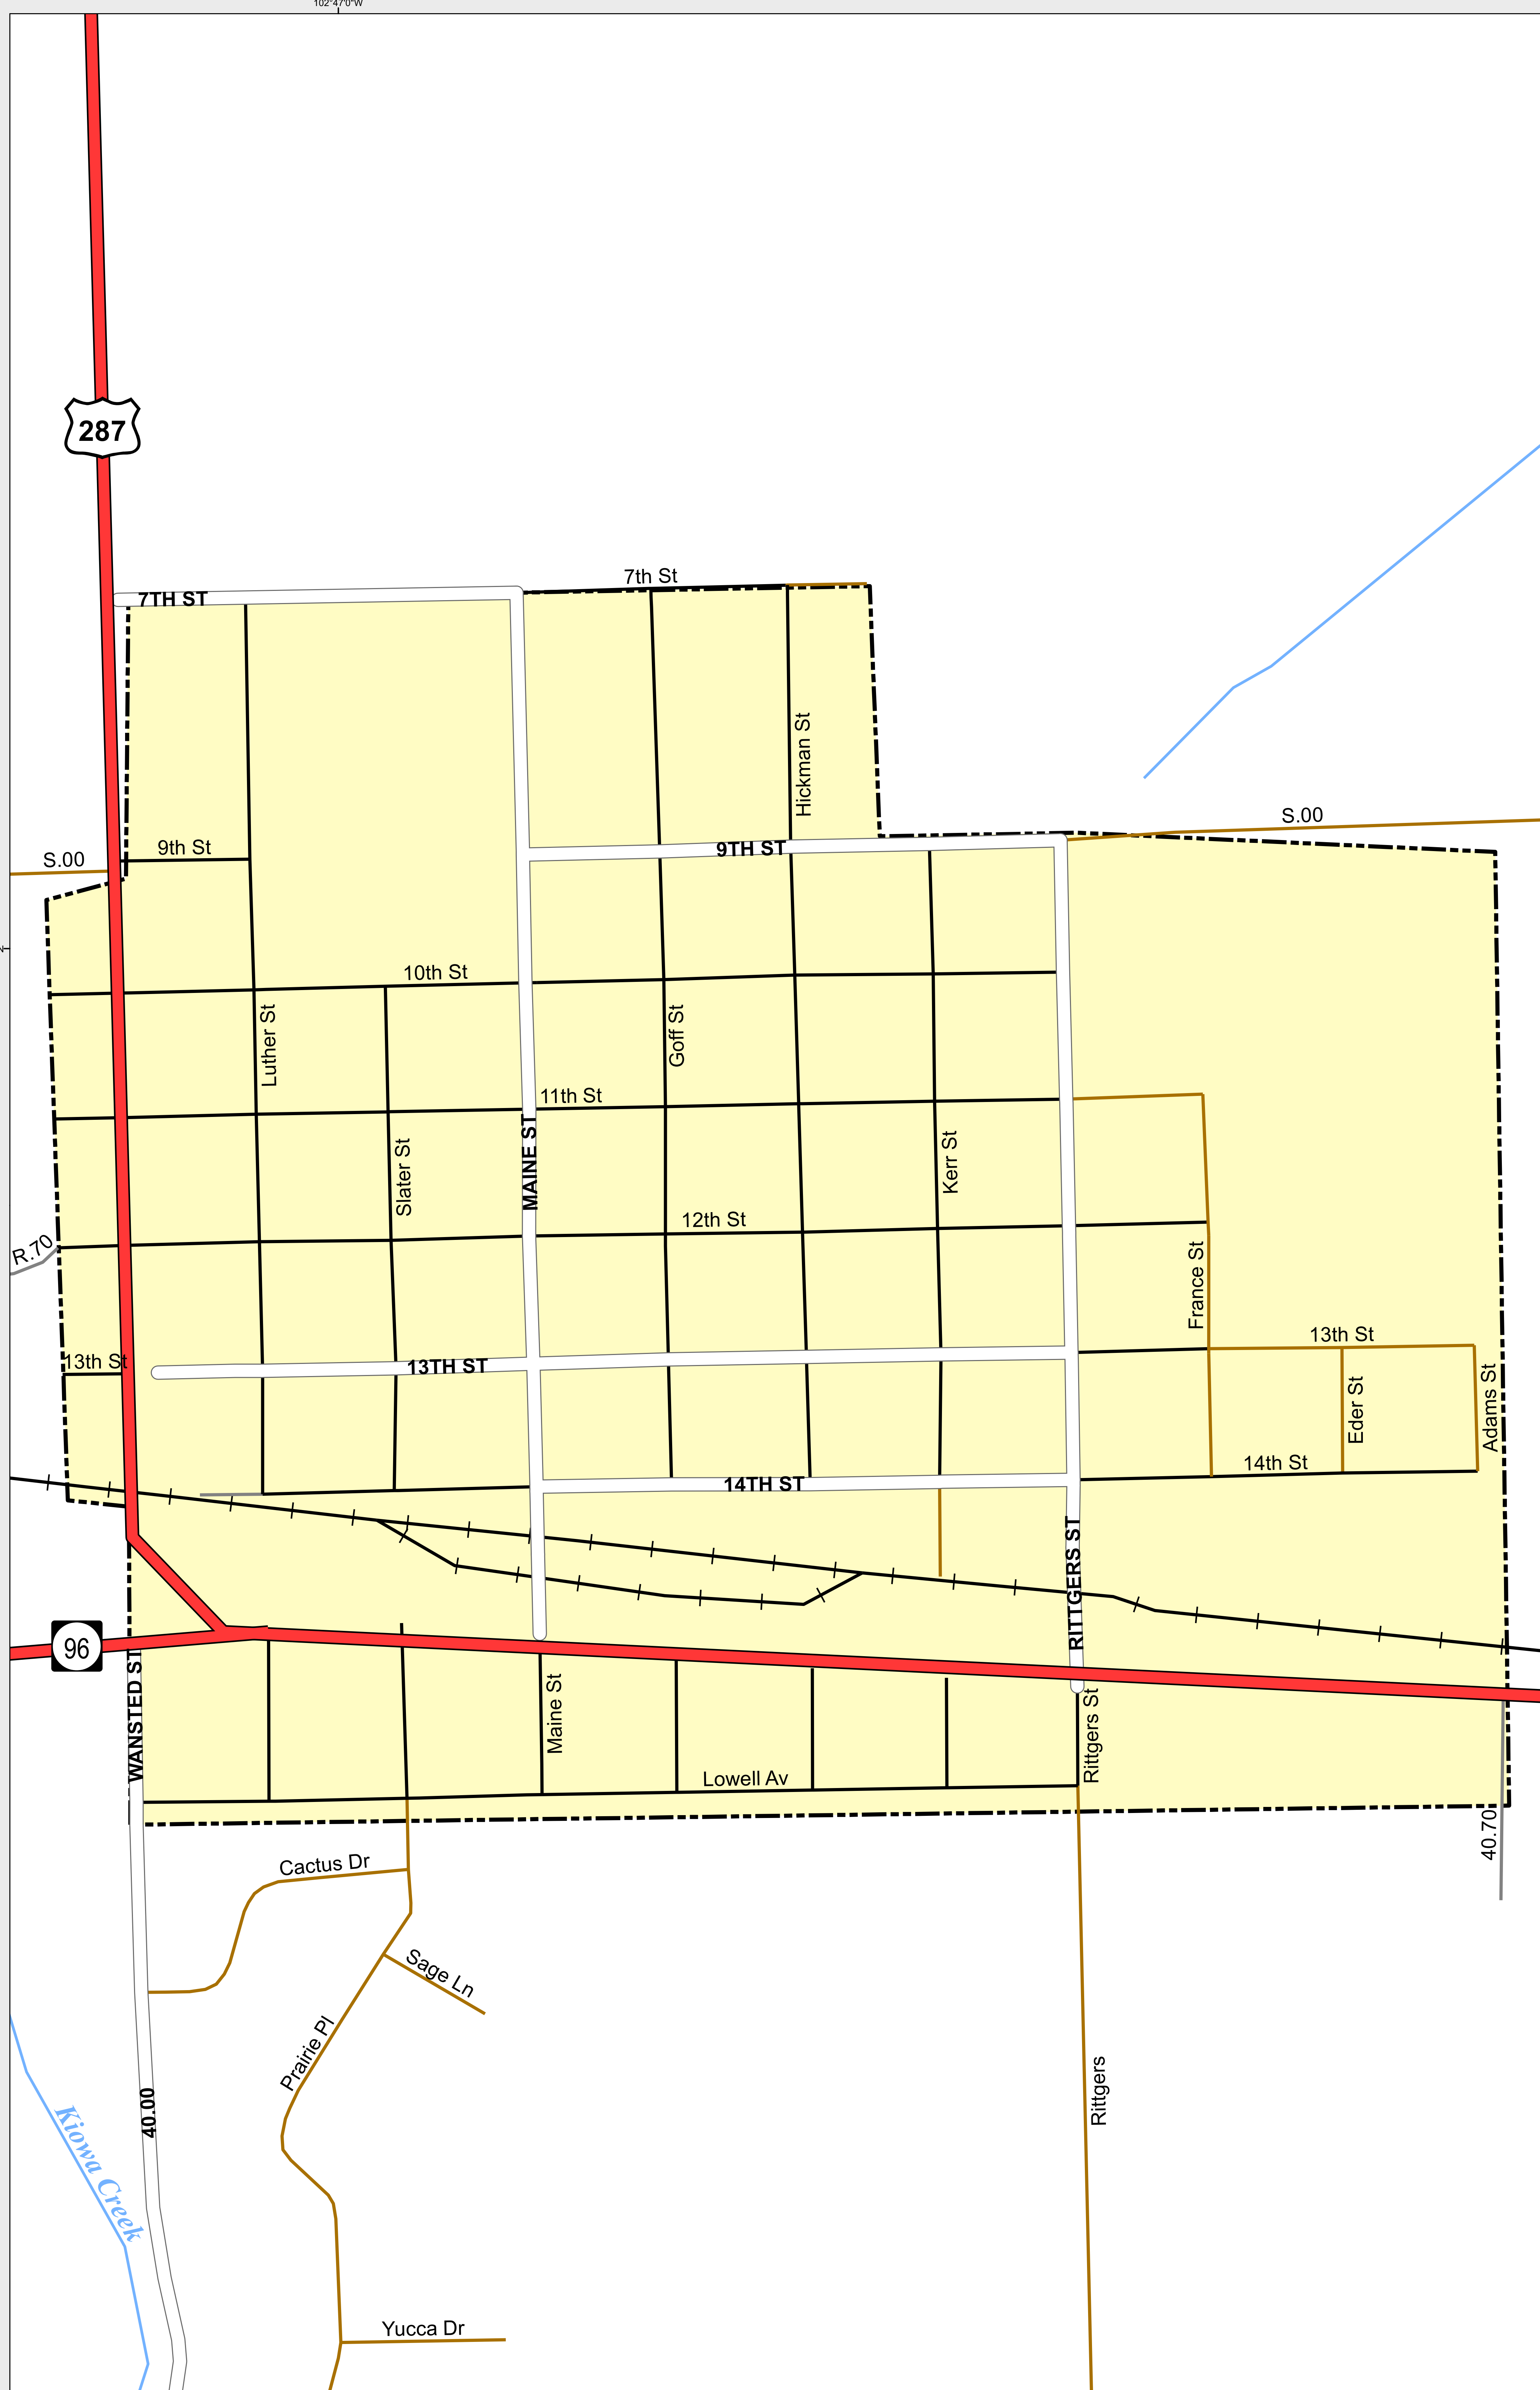 102°47'0"W
287
7th St
7TH ST
Hickman St
S.00
9TH ST
9th St
S.00
10th St
Luther St
Goff St
11th St
MAINE ST
Slater St
Kerr St
12th St
R.70
France St
13th St
13th St
13TH ST
Adams St
Eder St
14th St
14TH ST
RITTGERS ST
96
WANSTED ST
Maine St
Rittgers St
Lowell Av
40.70
Cactus Dr
Sage Ln
Prairie Pl
Rittgers
40.00
Kiowa Creek
Yucca Dr